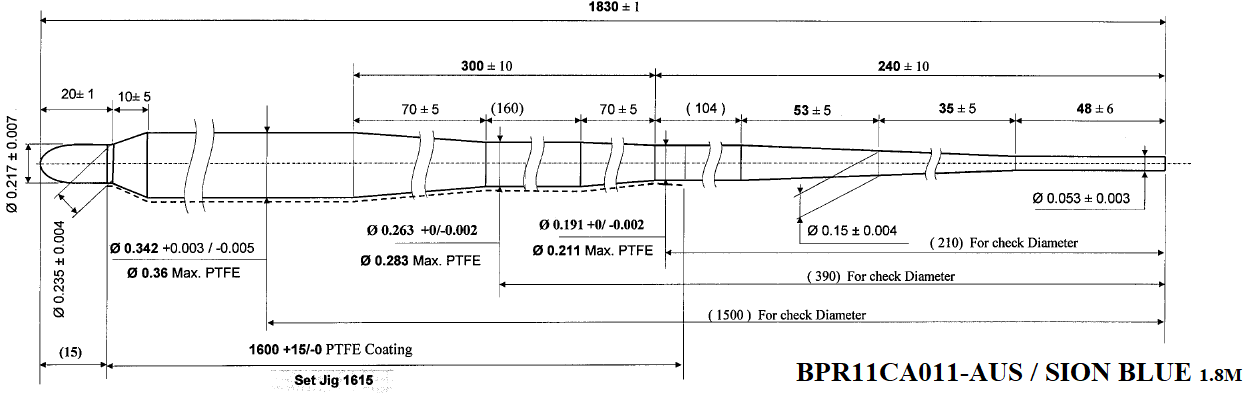 1830 ± 1
300 ± 10
240 ± 10
20± 1
10± 5
70 ± 5
(160)
70 ± 5
( 104 )
53 ± 5
35 ± 5
48 ± 6
Ø 0.217 ± 0.007
Ø 0.235 ± 0.004
Ø 0.342 +0.003 / -0.005
Ø 0.36 Max. PTFE
Ø 0.263 +0/-0.002
Ø 0.283 Max. PTFE
Ø 0.191 +0/ -0.002
Ø 0.211 Max. PTFE
Ø 0.15 ± 0.004
Ø 0.053 ± 0.003
( 210) For check Diameter
( 390) For check Diameter
( 1500 ) For check Diameter
(15)
1600 +15/-0 PTFE Coating
Set Jig 1615
BPR11CA011-AUS / SION BLUE 1.8M